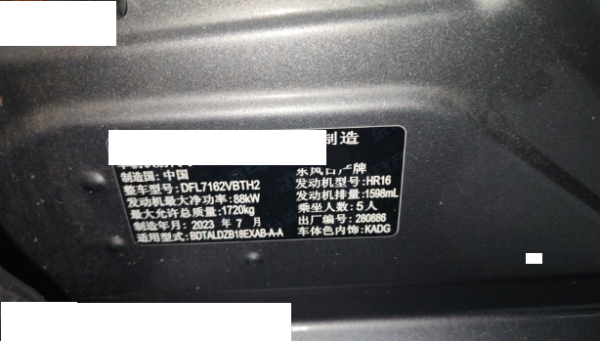 制造
东风日产牌
制造国: 中国
整车型号: DFL7162VBTH2 发动机型号: HR16
发动机最大净功率: 88kW 发动机排量: 1598mL
最大允许总质量: 1720kg 乘坐人数: 5人
制造年月: 2023 年 7 月 出厂编号: 280886
适用型式: BDTALDZB18EXAB-A-A 车体色内饰: KADG